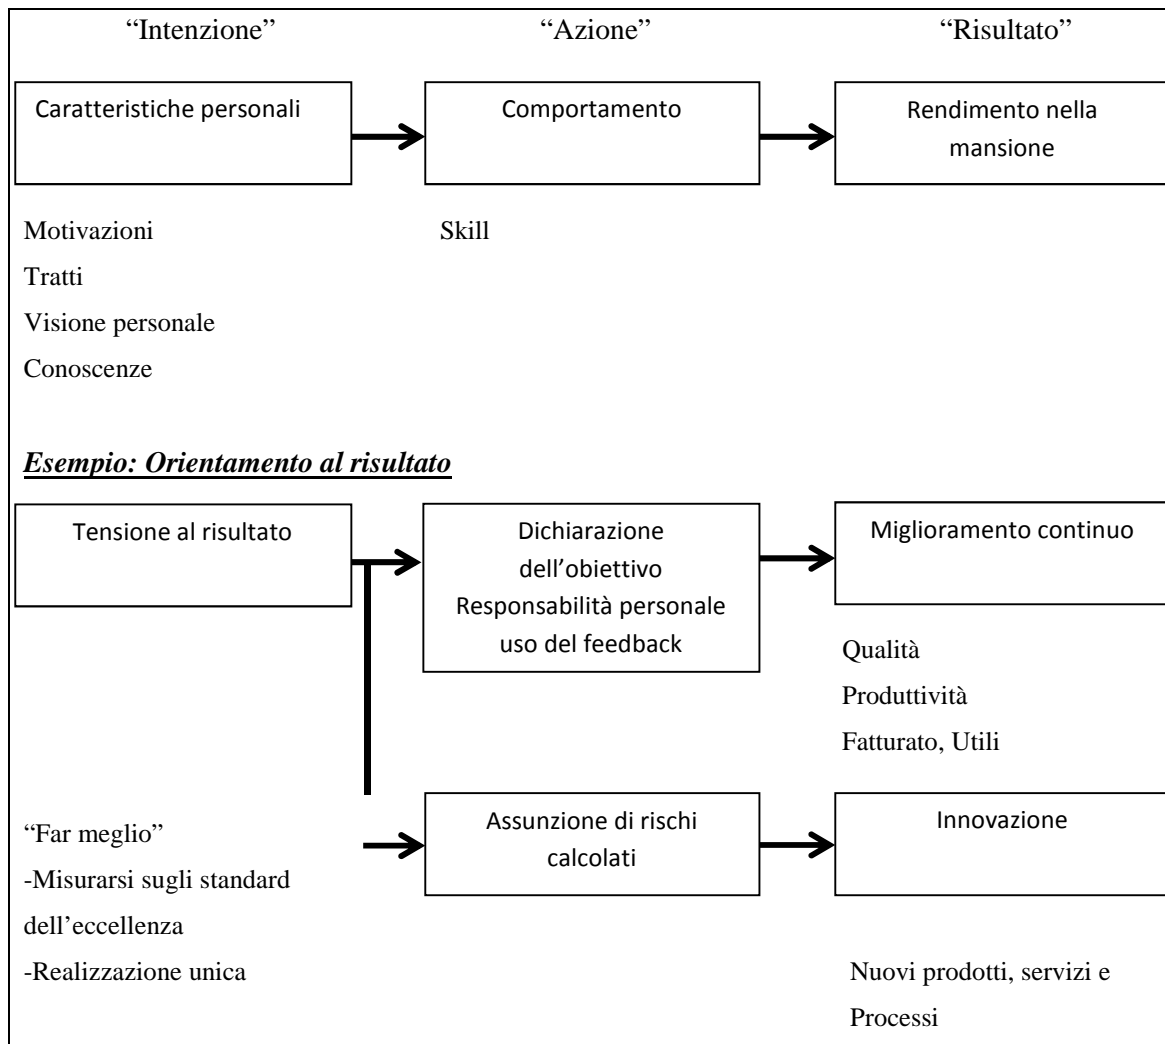 “Intenzione” “Azione” “Risultato”
Caratteristiche personali
Comportamento
Rendimento nella
mansione
Motivazioni
Tratti
Visione personale
Conoscenze
Skill
Esempio: Orientamento al risultato
Tensione al risultato
Dichiarazione
dell’obiettivo
Responsabilità personale
uso del feedback
Miglioramento continuo
Qualità
Produttività
Fatturato, Utili
“Far meglio”
-Misurarsi sugli standard
dell’eccellenza
-Realizzazione unica
Assunzione di rischi
calcolati
Innovazione
Nuovi prodotti, servizi e
Processi